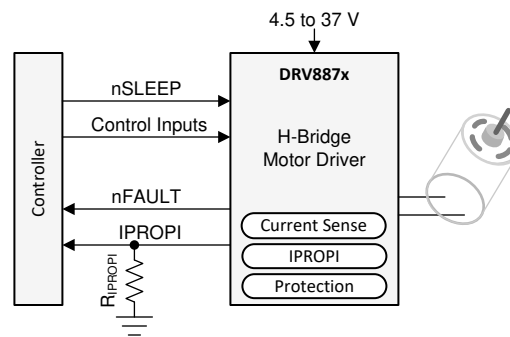 4.5 to 37 V
DRV887x
nSLEEP
Control Inputs
H-Bridge
Motor Driver
Controller
nFAULT
IPROPI
Current Sense
IPROPI
Protection
RIPROPI